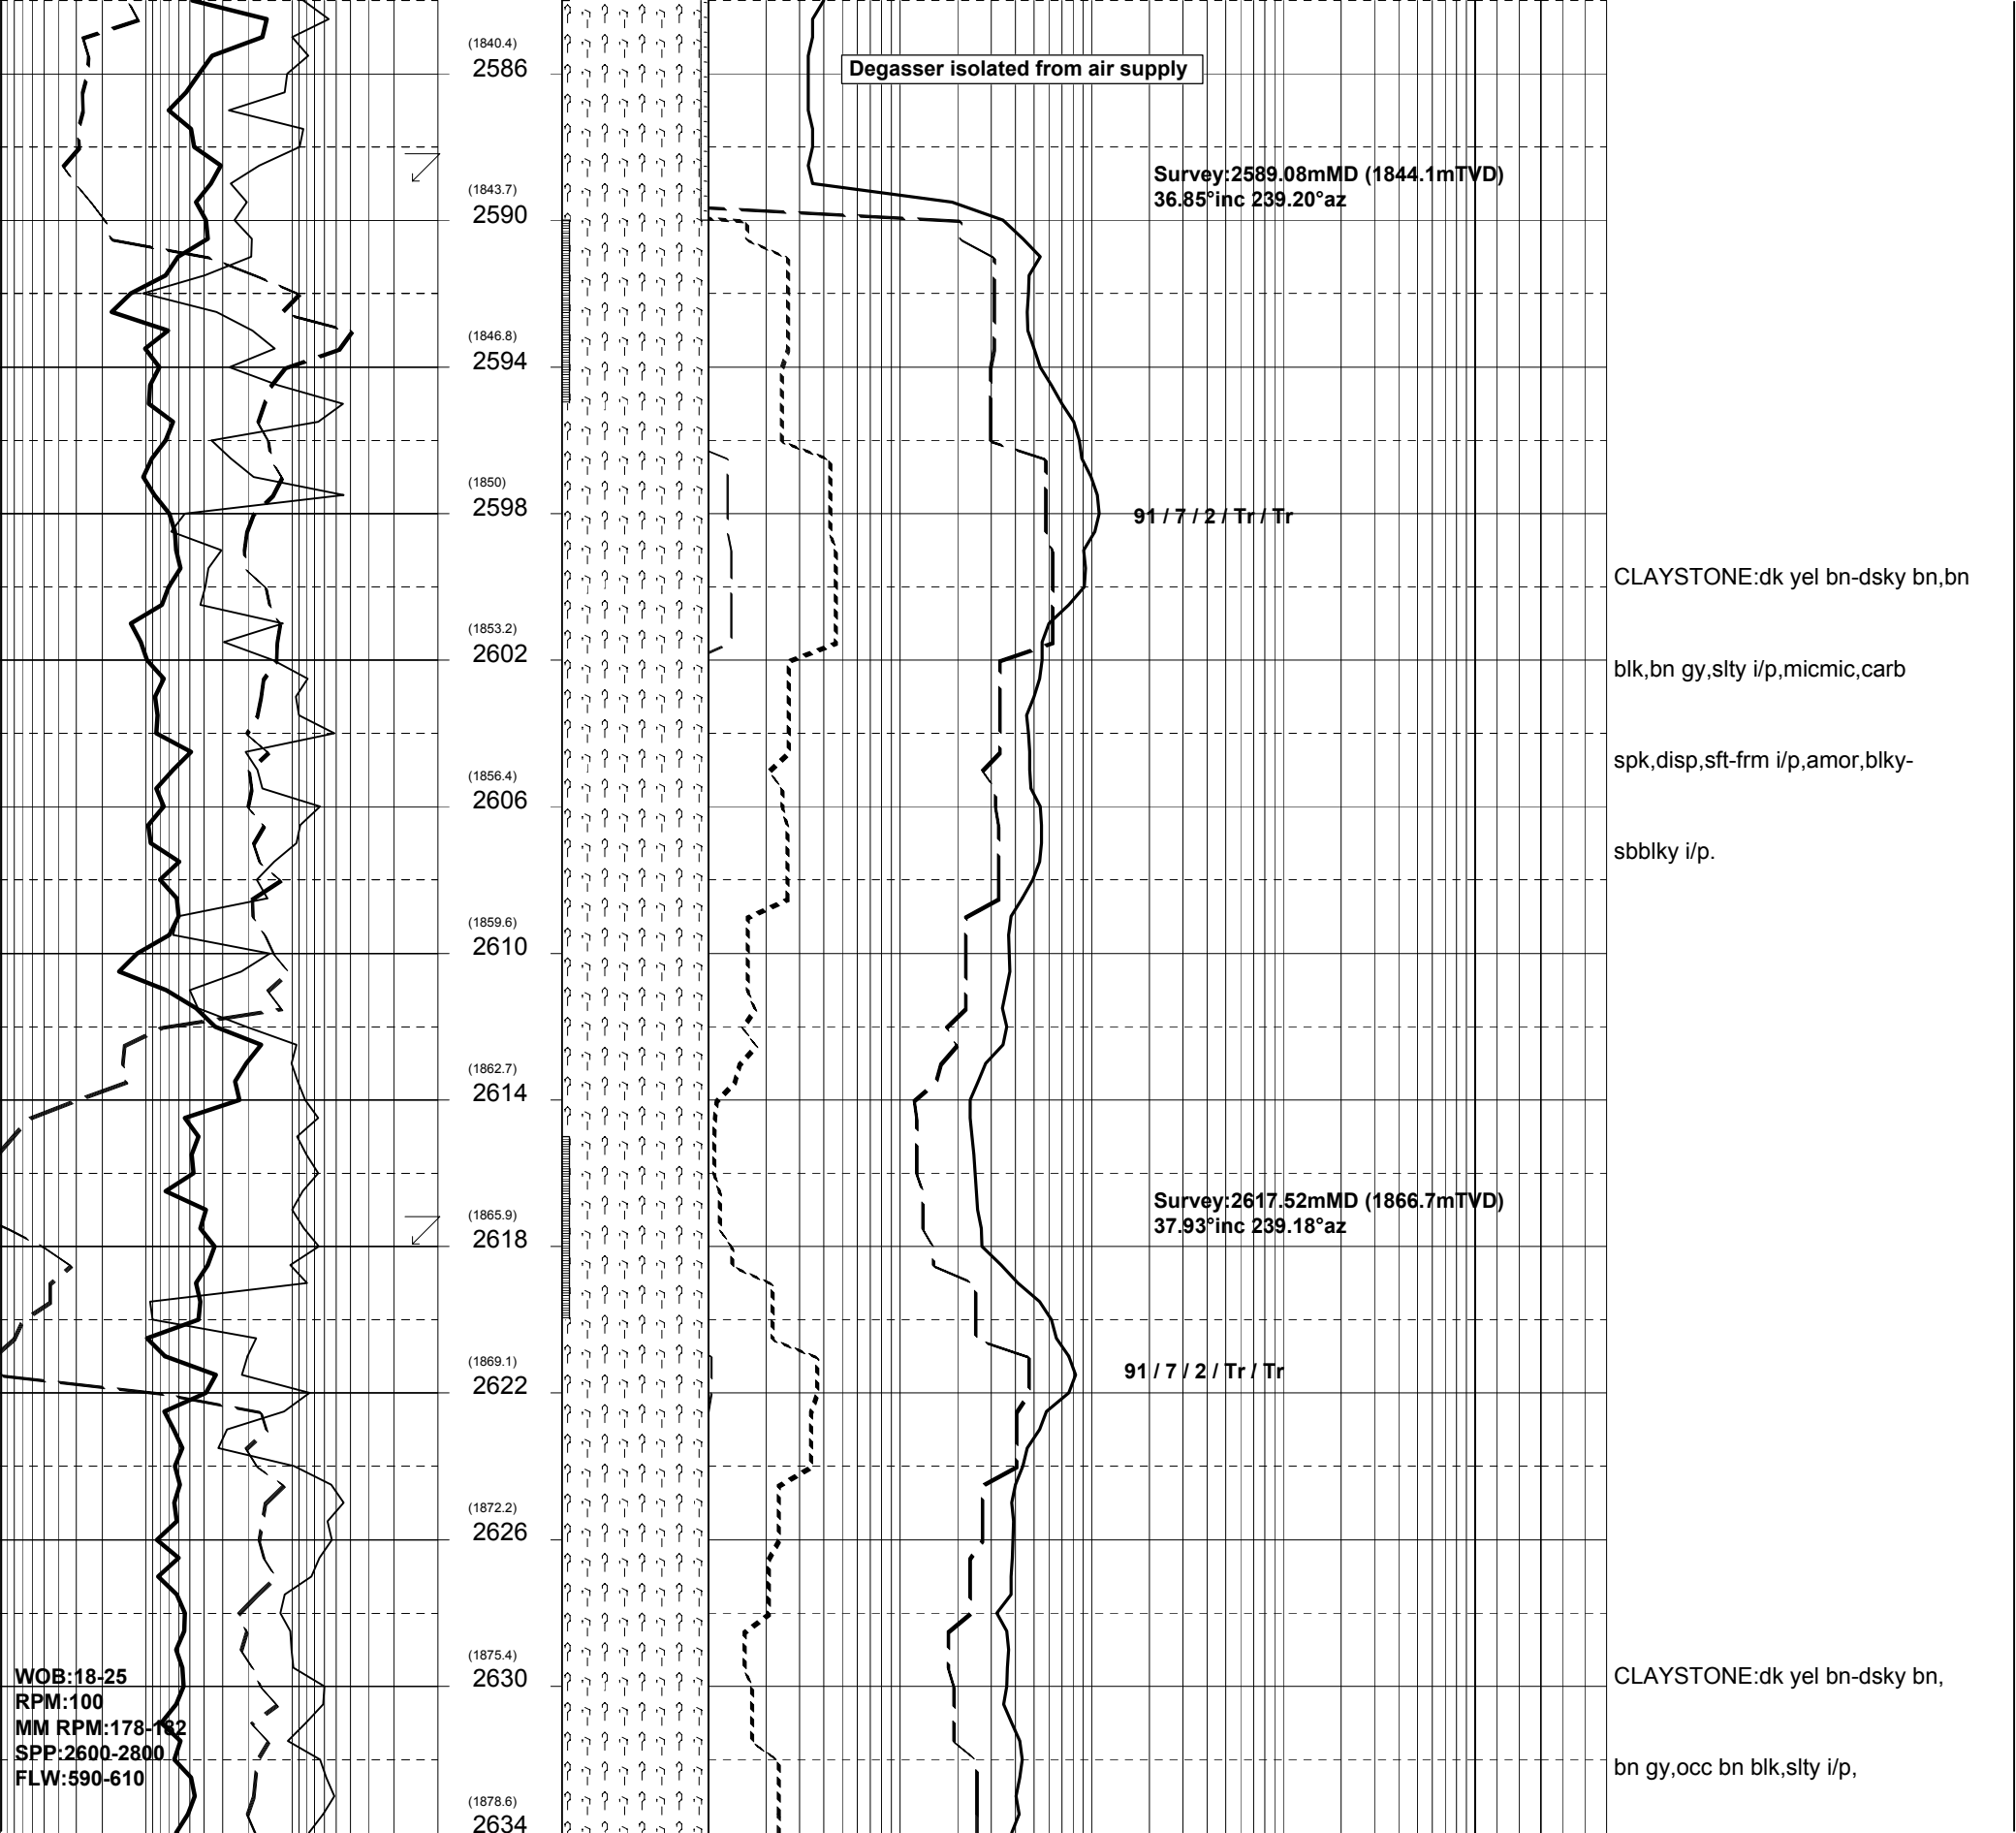 (1840.4)
2586
Degasser isolated from air supply
Survey:2589.08mMD (1844.1mTVD)
36.85°inc 239.20°az
(1843.7)
2590
(1846.8)
2594
(1850)
2598
91 / 7 / 2 / Tr / Tr
CLAYSTONE:dk yel bn-dsky bn,bn
(1853.2)
2602
blk,bn gy,slty i/p,micmic,carb
spk,disp,sft-frm i/p,amor,blky-
(1856.4)
2606
sbblky i/p.
(1859.6)
2610
(1862.7)
2614
Survey:2617.52mMD (1866.7mTVD)
37.93°inc 239.18°az
(1865.9)
2618
(1869.1)
2622
91 / 7 / 2 / Tr / Tr
(1872.2)
2626
(1875.4)
2630
CLAYSTONE:dk yel bn-dsky bn,
WOB:18-25
RPM:100
MM RPM:178-182
SPP:2600-2800
FLW:590-610
bn gy,occ bn blk,slty i/p,
(1878.6)
2634